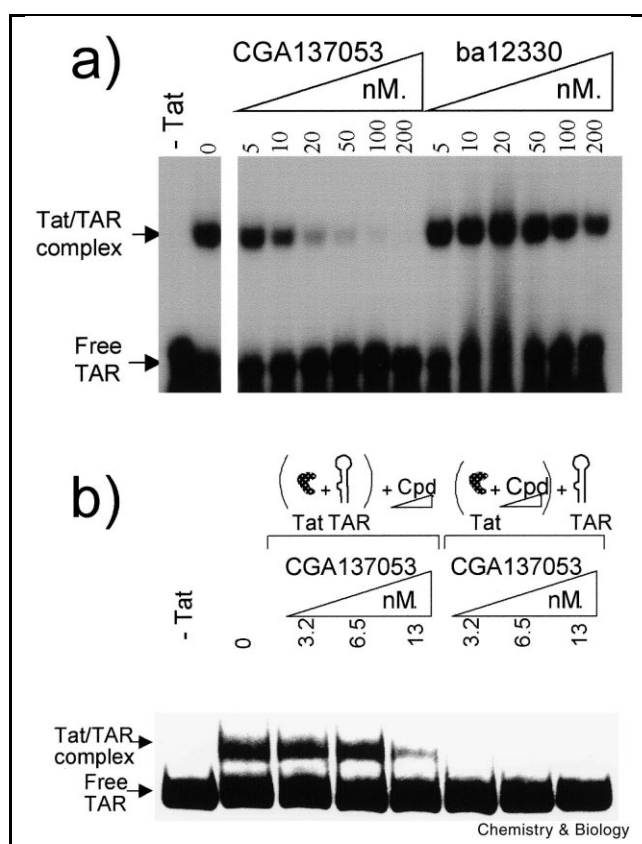 a)
CGA137053 ba12330
nM. nM.
- Tat 0 5 10 20 50 100 200 5 10 20 50 100 200
Tat/TAR
complex
Free
TAR
b)
( + ) + Cpd ( + Cpd ) +
Tat TAR Tat TAR
CGA137053 CGA137053
nM. nM.
- Tat 0 3.2 6.5 13 3.2 6.5 13
Tat/TAR
complex
Free
TAR
Chemistry & Biology